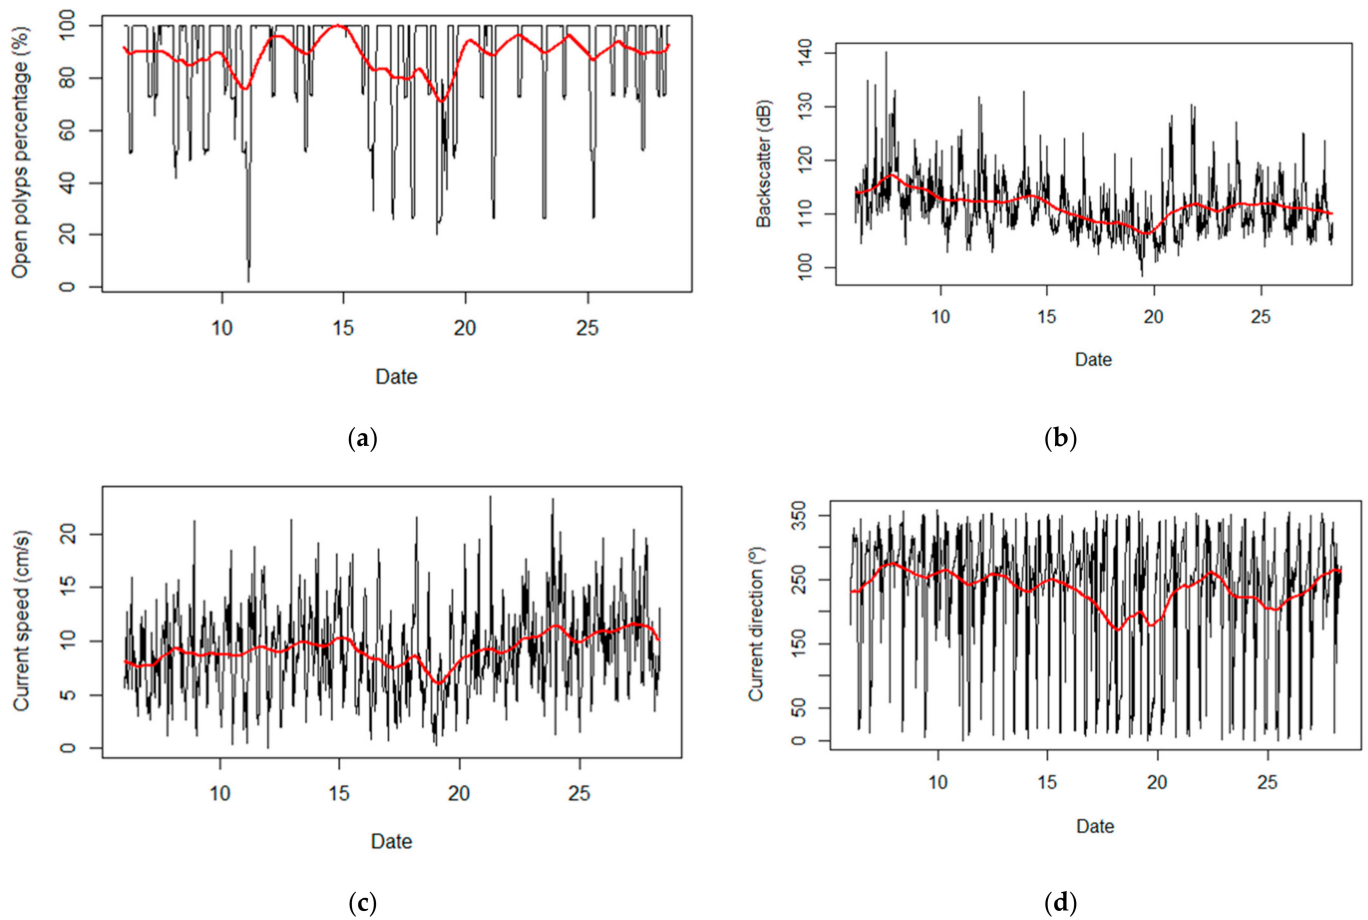 Open polyps percentage (%)
0 20 40 60 80 100
10 15 20 25
Date
(a)
Backscatter (dB)
100 110 120 130 140
10 15 20 25
Date
(b)
Current speed (cm/s)
0 5 10 15 20
10 15 20 25
Date
(c)
Current direction (º)
0 50 150 250 350
10 15 20 25
Date
(d)